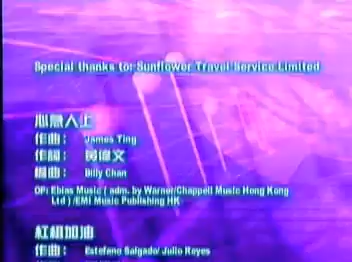 Special thanks to: Sunflower Travel Service Limited
心急人上
作曲： James Ting
作詞： 黃偉文
編曲： Billy Chan
OP: Ebias Music ( adm. by Warner/Chappell Music Hong Kong
Ltd ) /EMI Music Publishing HK
紅糖加油
作曲： Estefano Salgado/ Julio Reyes